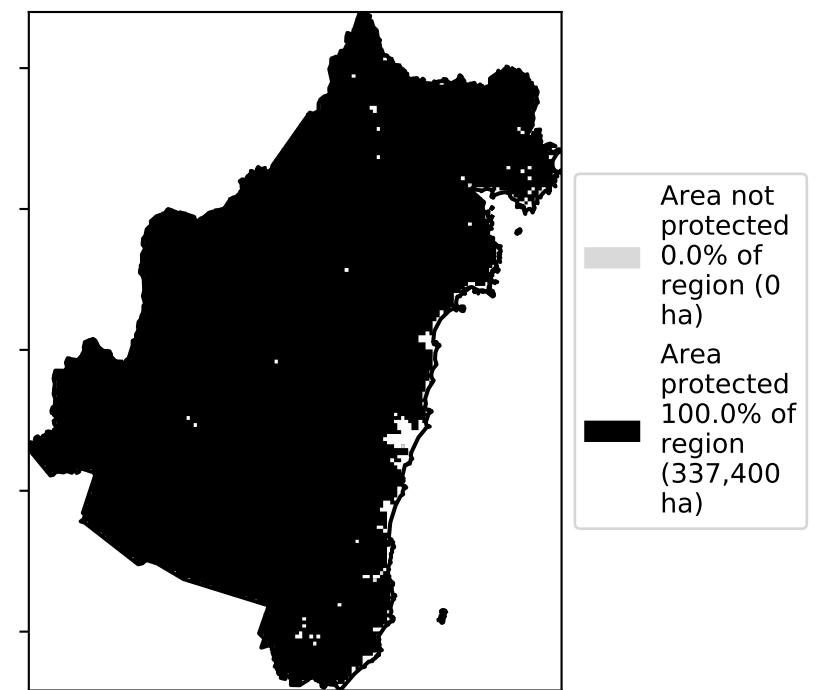 Area not
protected
0.0% of
region (0
ha)
Area
protected
100.0% of
region
(337,400
ha)